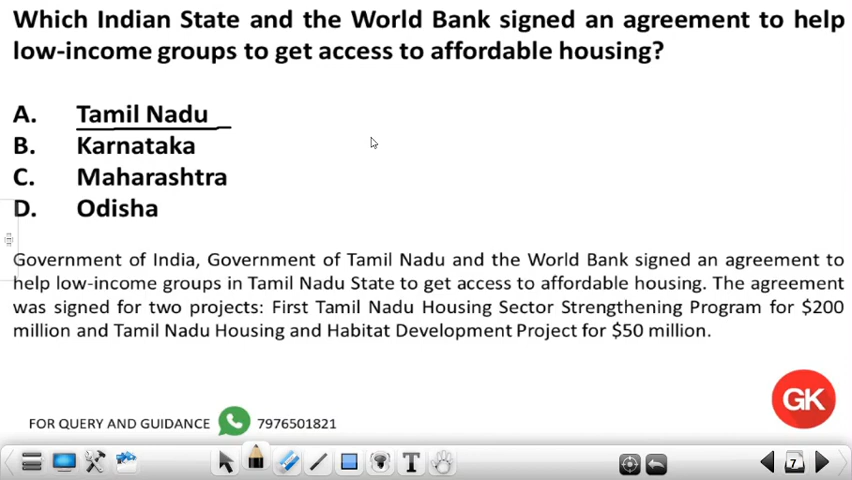 Which Indian State and the World Bank signed an agreement to help
low-income groups to get access to affordable housing?
A. Tamil Nadu
B. Karnataka
C. Maharashtra
D. Odisha
Government of India, Government of Tamil Nadu and the World Bank signed an agreement to
help low-income groups in Tamil Nadu State to get access to affordable housing. The agreement
was signed for two projects: First Tamil Nadu Housing Sector Strengthening Program for $200
million and Tamil Nadu Housing and Habitat Development Project for $50 million.
GK
FOR QUERY AND GUIDANCE 7976501821
T
7